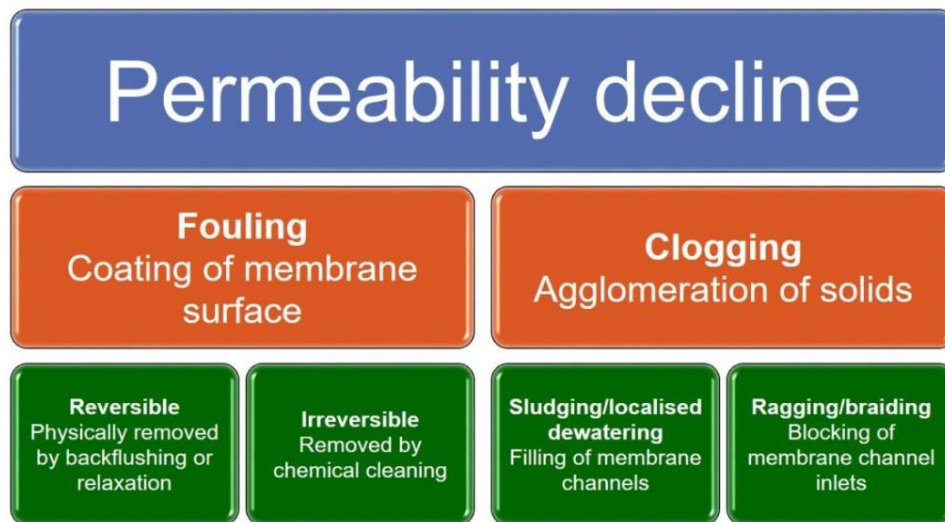 Permeability decline
Fouling
Coating of membrane
surface
Clogging
Agglomeration of solids
Reversible
Physically removed
by backflushing or
relaxation
Irreversible
Removed by
chemical cleaning
Sludging/localised
dewatering
Filling of membrane
channels
Ragging/braiding
Blocking of
membrane channel
inlets